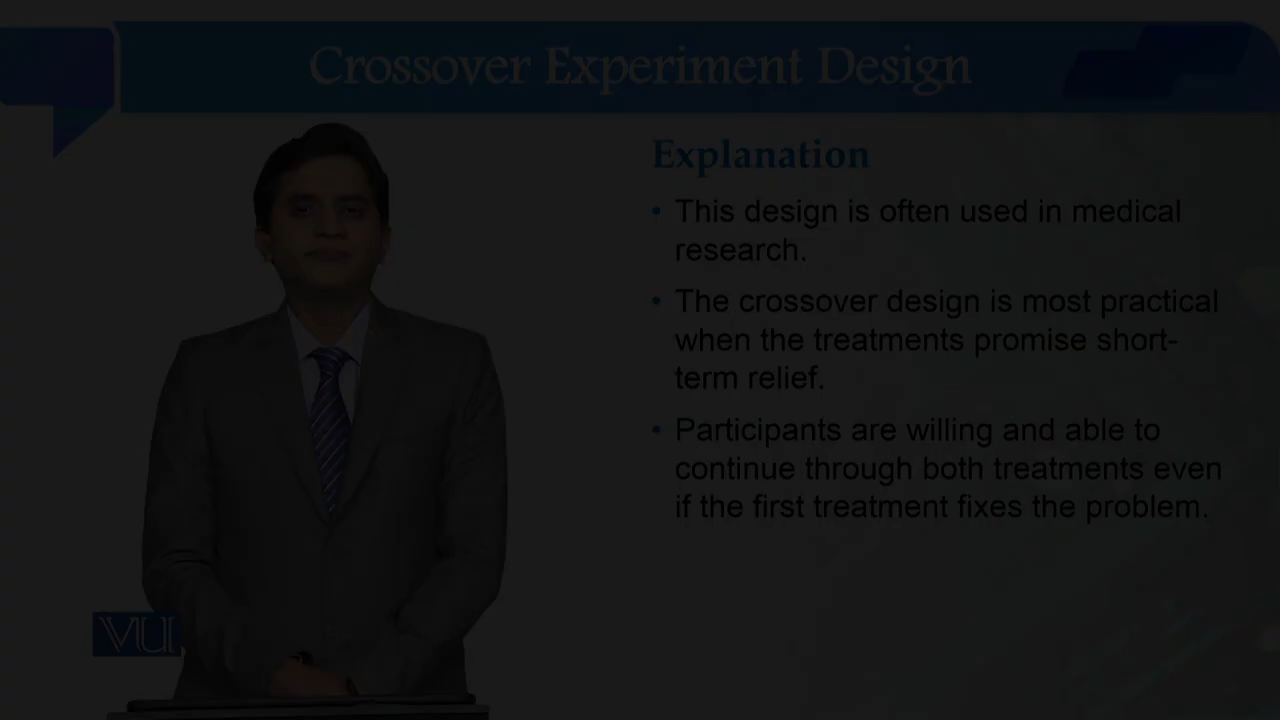 Crossover Experiment Design
Explanation
• This design is often used in medical
research.
• The crossover design is most practical
when the treatments promise short-
term relief.
• Participants are willing and able to
continue through both treatments even
if the first treatment fixes the problem.
VU